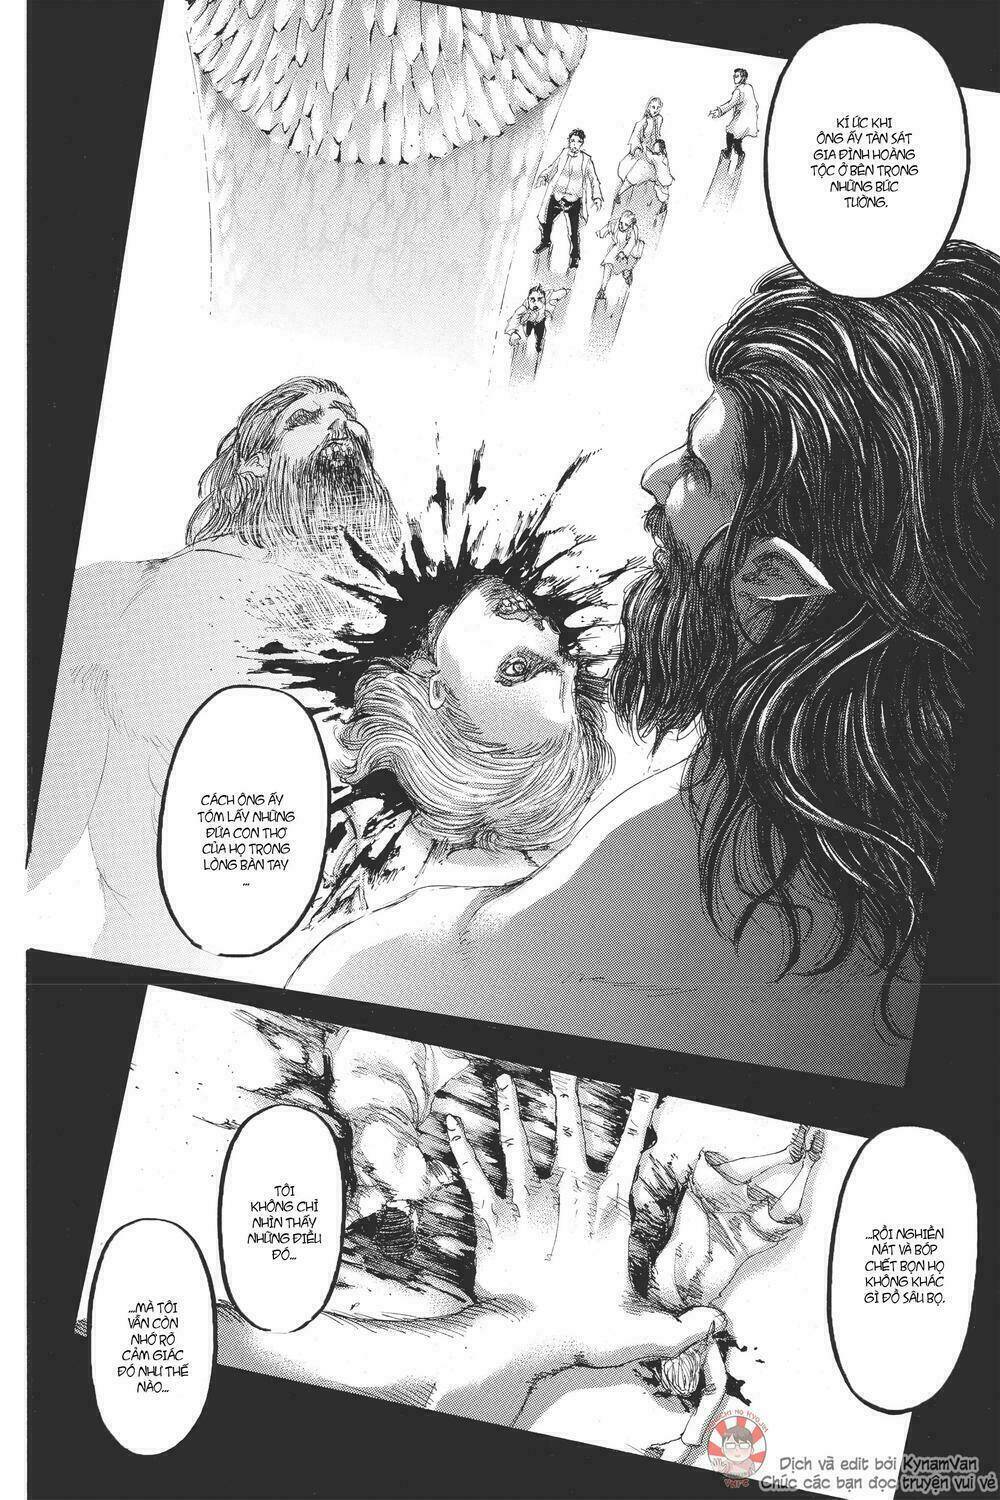 KÍ ỨC KHI
ÔNG ẤY TÀN SÁT
GIA ĐÌNH HOÀNG
TỘC Ở BÊN TRONG
NHỮNG BỨC
TƯỜNG.
CÁCH ÔNG ẤY
TÓM LẤY NHỮNG
ĐỨA CON THƠ
CỦA HỌ TRONG
LÒNG BÀN TAY
...
...RỒI NGHIỀN
NÁT VÀ BÓP
CHẾT BỌN HỌ
KHÔNG KHÁC
GÌ ĐỒ SÂU BỌ.
TÔI
KHÔNG CHỈ
NHÌN THẤY
NHỮNG ĐIỀU
ĐÓ...
...MÀ TÔI
VẪN CÒN
NHỚ RÕ
CẢM GIÁC
ĐÓ NHƯ THẾ
NÀO...
VNFC
Dịch và edit bởi KynamVan
Chúc các bạn đọc truyện vui vẻ